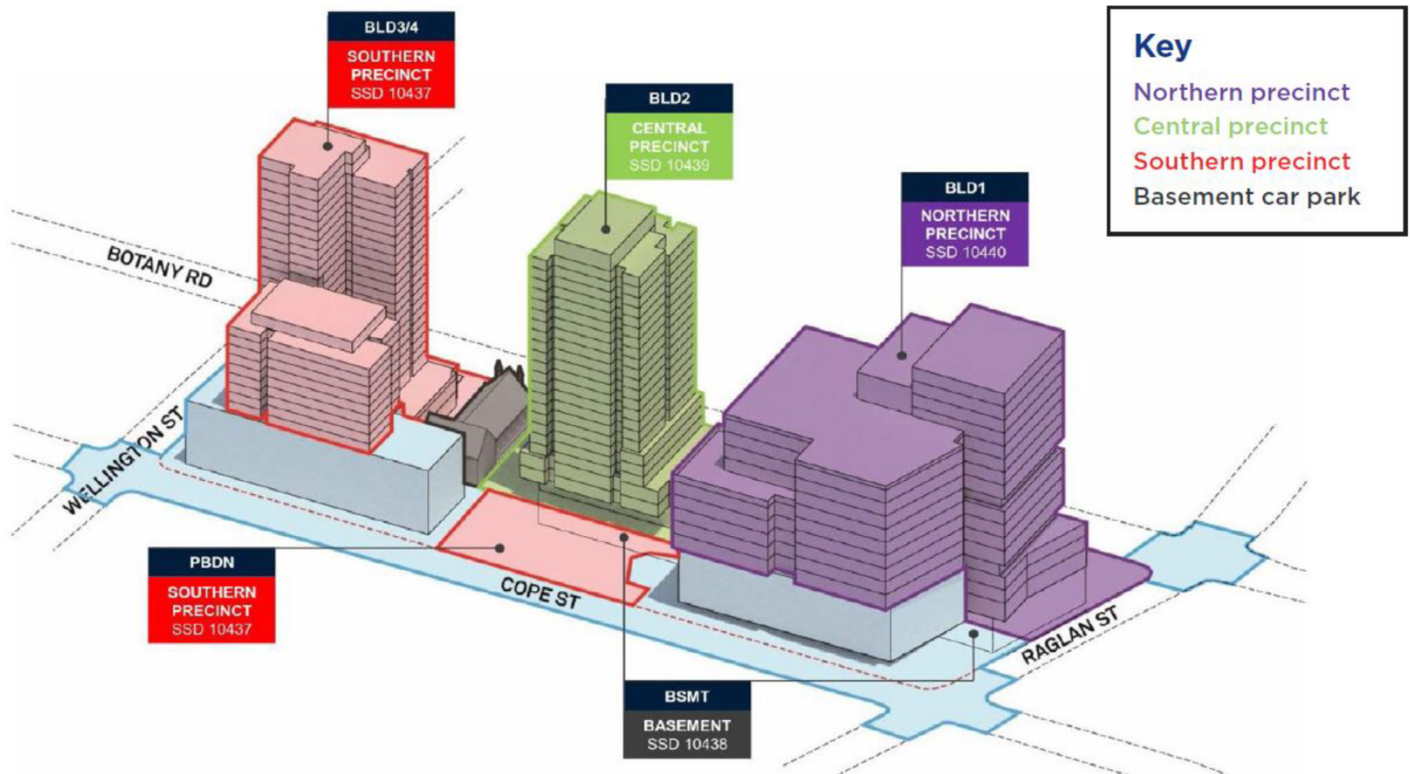 BLD3/4
SOUTHERN
PRECINCT
SSD 10437
BLD2
CENTRAL
PRECINCT
SSD 10439
BLD1
NORTHERN
PRECINCT
SSD 10440
Key
Northern precinct
Central precinct
Southern precinct
Basement car park
BOTANY RD
WELLINGTON ST
PBDN
SOUTHERN
PRECINCT
SSD 10437
COPE ST
RAGLAN ST
BSMT
BASEMENT
SSD 10438